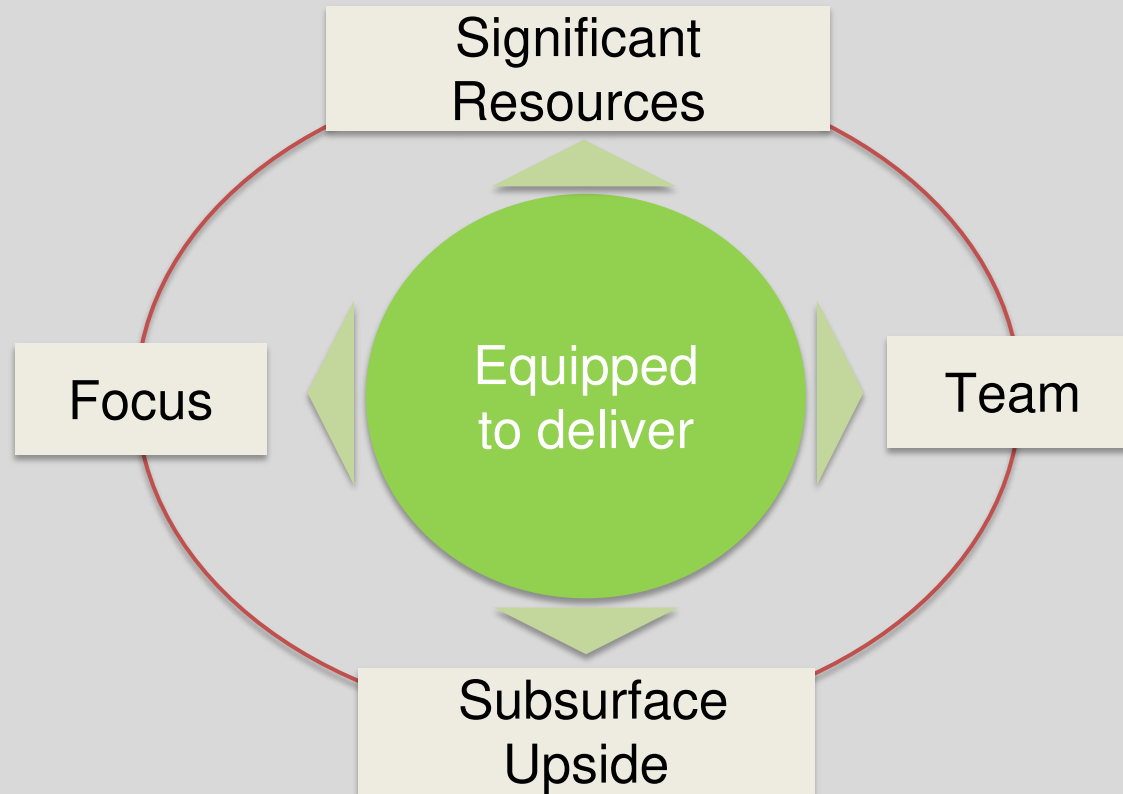 Significant
Resources
Focus
Equipped
to deliver
Team
Subsurface
Upside